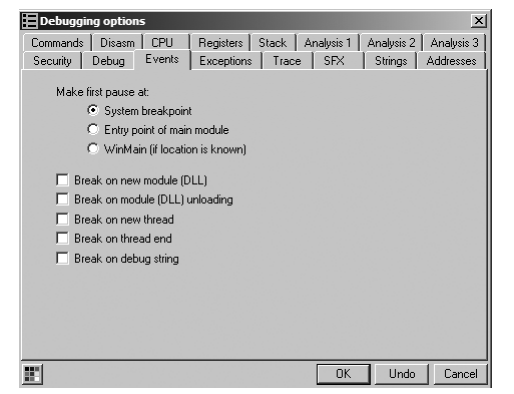 Debugging options
Commands Disasm CPU Registers Stack Analysis 1 Analysis 2 Analysis 3
Security Debug Events Exceptions Trace SFX Strings Addresses
Make first pause at:
System breakpoint
Entry point of main module
WinMain (if location is known)
Break on new module (DLL)
Break on module (DLL) unloading
Break on new thread
Break on thread end
Break on debug string
OK Undo Cancel